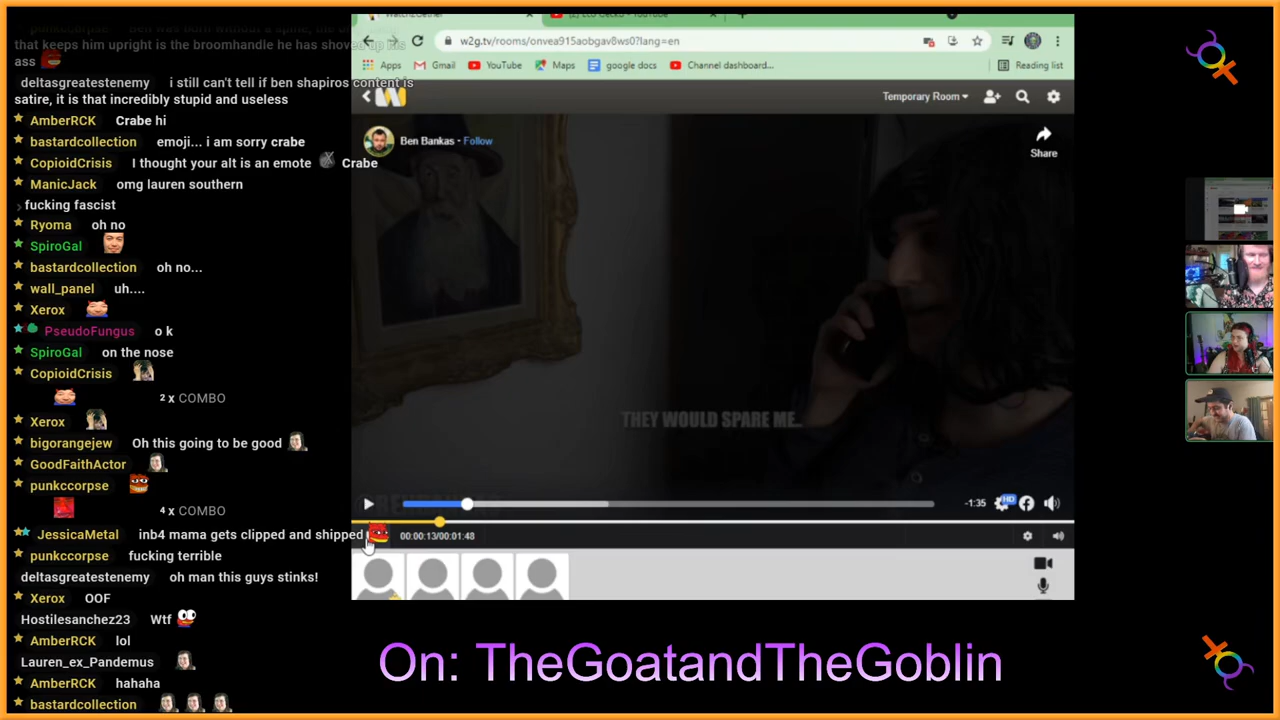 that keeps him upright is the broomhandle he has shoved up his
ass
deltasgreatestenemy i still can't tell if ben shapiros content is
satire, it is that incredibly stupid and useless
AmberRCK Crabe hi
bastardcollection emoji... i am sorry crabe
CopioidCrisis I thought your alt is an emote Crabe
ManicJack omg lauren southern
fucking fascist
Ryoma oh no
SpiroGal
bastardcollection oh no...
wall_panel uh....
Xerox
PseudoFungus o k
SpiroGal on the nose
CopioidCrisis
2 x COMBO
Xerox
bigorangejew Oh this going to be good
GoodFaithActor
punkccorpse
4 x COMBO
JessicaMetal inb4 mama gets clipped and shipped
punkccorpse fucking terrible
deltasgreatestenemy oh man this guys stinks!
Xerox OOF
Hostilesanchez23 Wtf
AmberRCK lol
Lauren_ex_Pandemus
AmberRCK hahaha
bastardcollection
w2g.tv/rooms/onvea915aobgav8ws0?lang=en
Apps Gmail YouTube Maps google docs Channel dashboard... Reading list
Temporary Room
Ben Bankas - Follow
Share
THEY WOULD SPARE ME..
-1:35 HD
00:00:13/00:01:48
On: TheGoatandTheGoblin